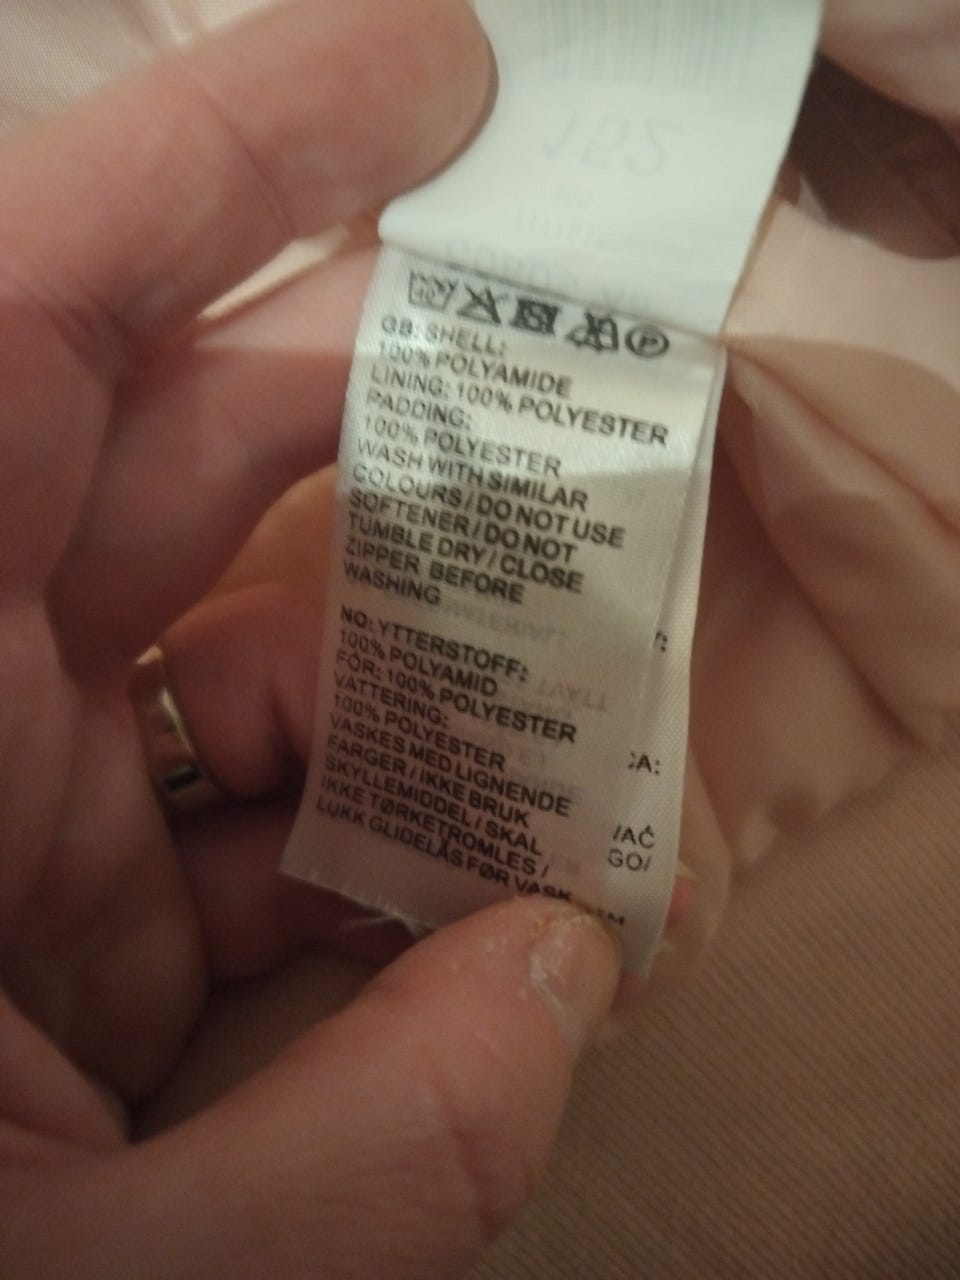 152
40
P
GB: SHELL:
100% POLYAMIDE
LINING: 100% POLYESTER
PADDING:
100% POLYESTER
WASH WITH SIMILAR
COLOURS / DO NOT USE
SOFTENER / DO NOT
TUMBLE DRY / CLOSE
ZIPPER BEFORE
WASHING
NO: YTTERSTOFF:
100% POLYAMID
FÔR: 100% POLYESTER
VATTERING:
100% POLYESTER
VASKES MED LIGNENDE
FARGER / IKKE BRUK
SKYLLEMIDDEL / SKAL
IKKE TØRKETROMLES /
LUKK GLIDELÅS FØR VASK